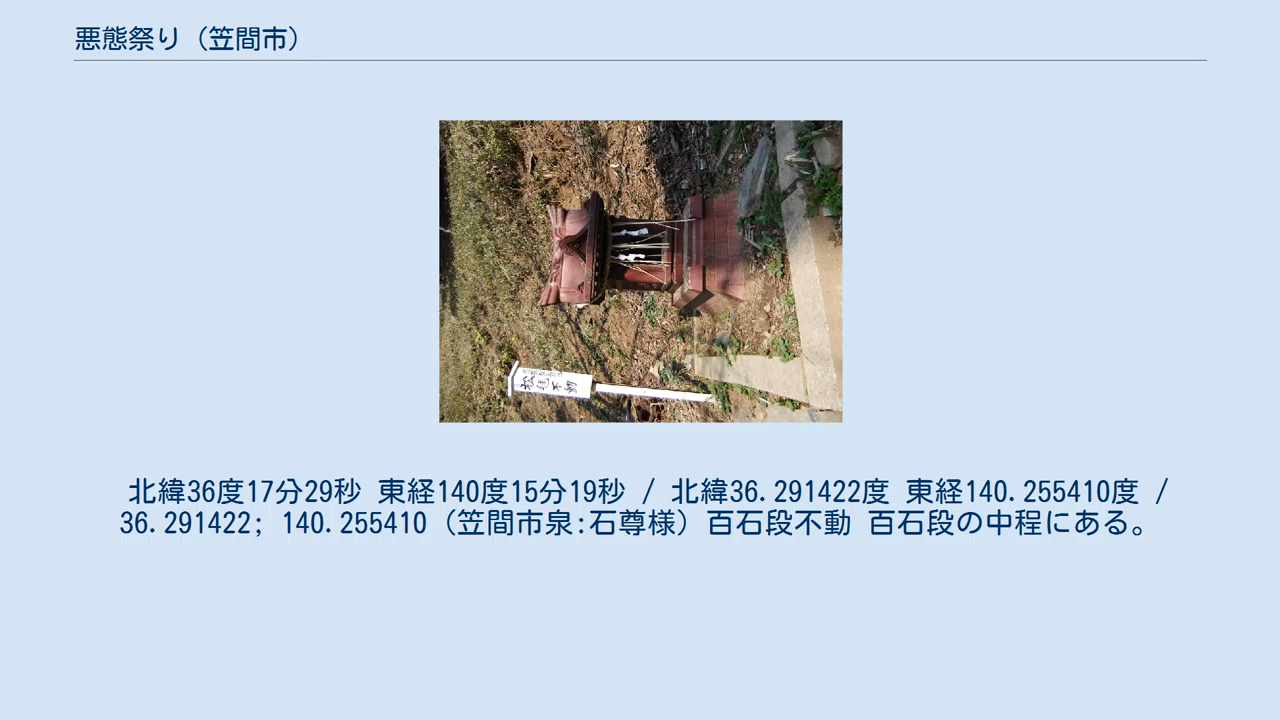 悪態祭り（笠間市）
北緯36度17分29秒 東経140度15分19秒 / 北緯36.291422度 東経140.255410度 /
36.291422; 140.255410（笠間市泉:石尊様）百石段不動 百石段の中程にある。